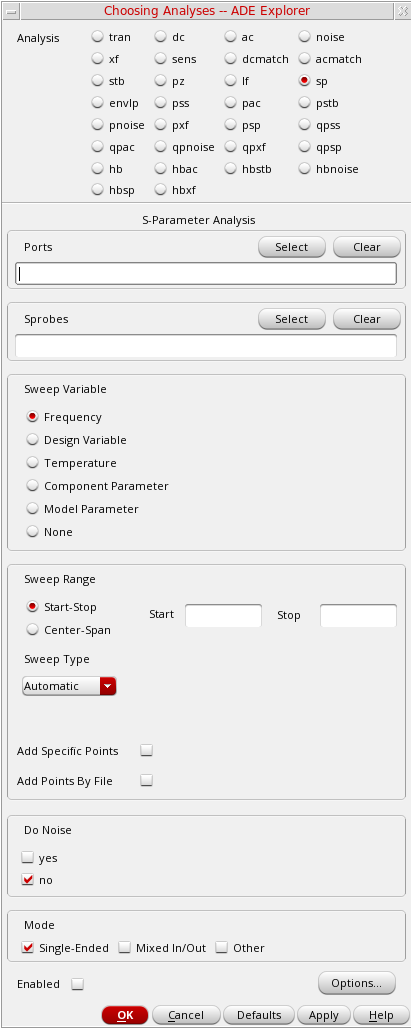 Choosing Analyses -- ADE Explorer
Analysis tran dc ac noise
xf sens dcmatch acmatch
stb pz lf sp
envlp pss pac pstb
pnoise pxf psp qpss
qpac qpnoise qpxf qpsp
hb hbac hbstb hbnoise
hbsp hbxf
S-Parameter Analysis
Ports Select Clear
Sprobes Select Clear
Sweep Variable
Frequency
Design Variable
Temperature
Component Parameter
Model Parameter
None
Sweep Range
Start-Stop Start Stop
Center-Span
Sweep Type
Automatic
Add Specific Points
Add Points By File
Do Noise
yes
no
Mode
Single-Ended Mixed In/Out Other
Enabled Options...
OK Cancel Defaults Apply Help